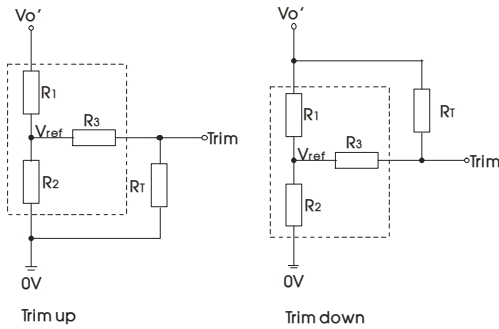 Vo'
R1
Vref
R3
Trim
R2
RT
0V
Trim up
Vo'
R1
RT
Vref
R3
Trim
R2
0V
Trim down